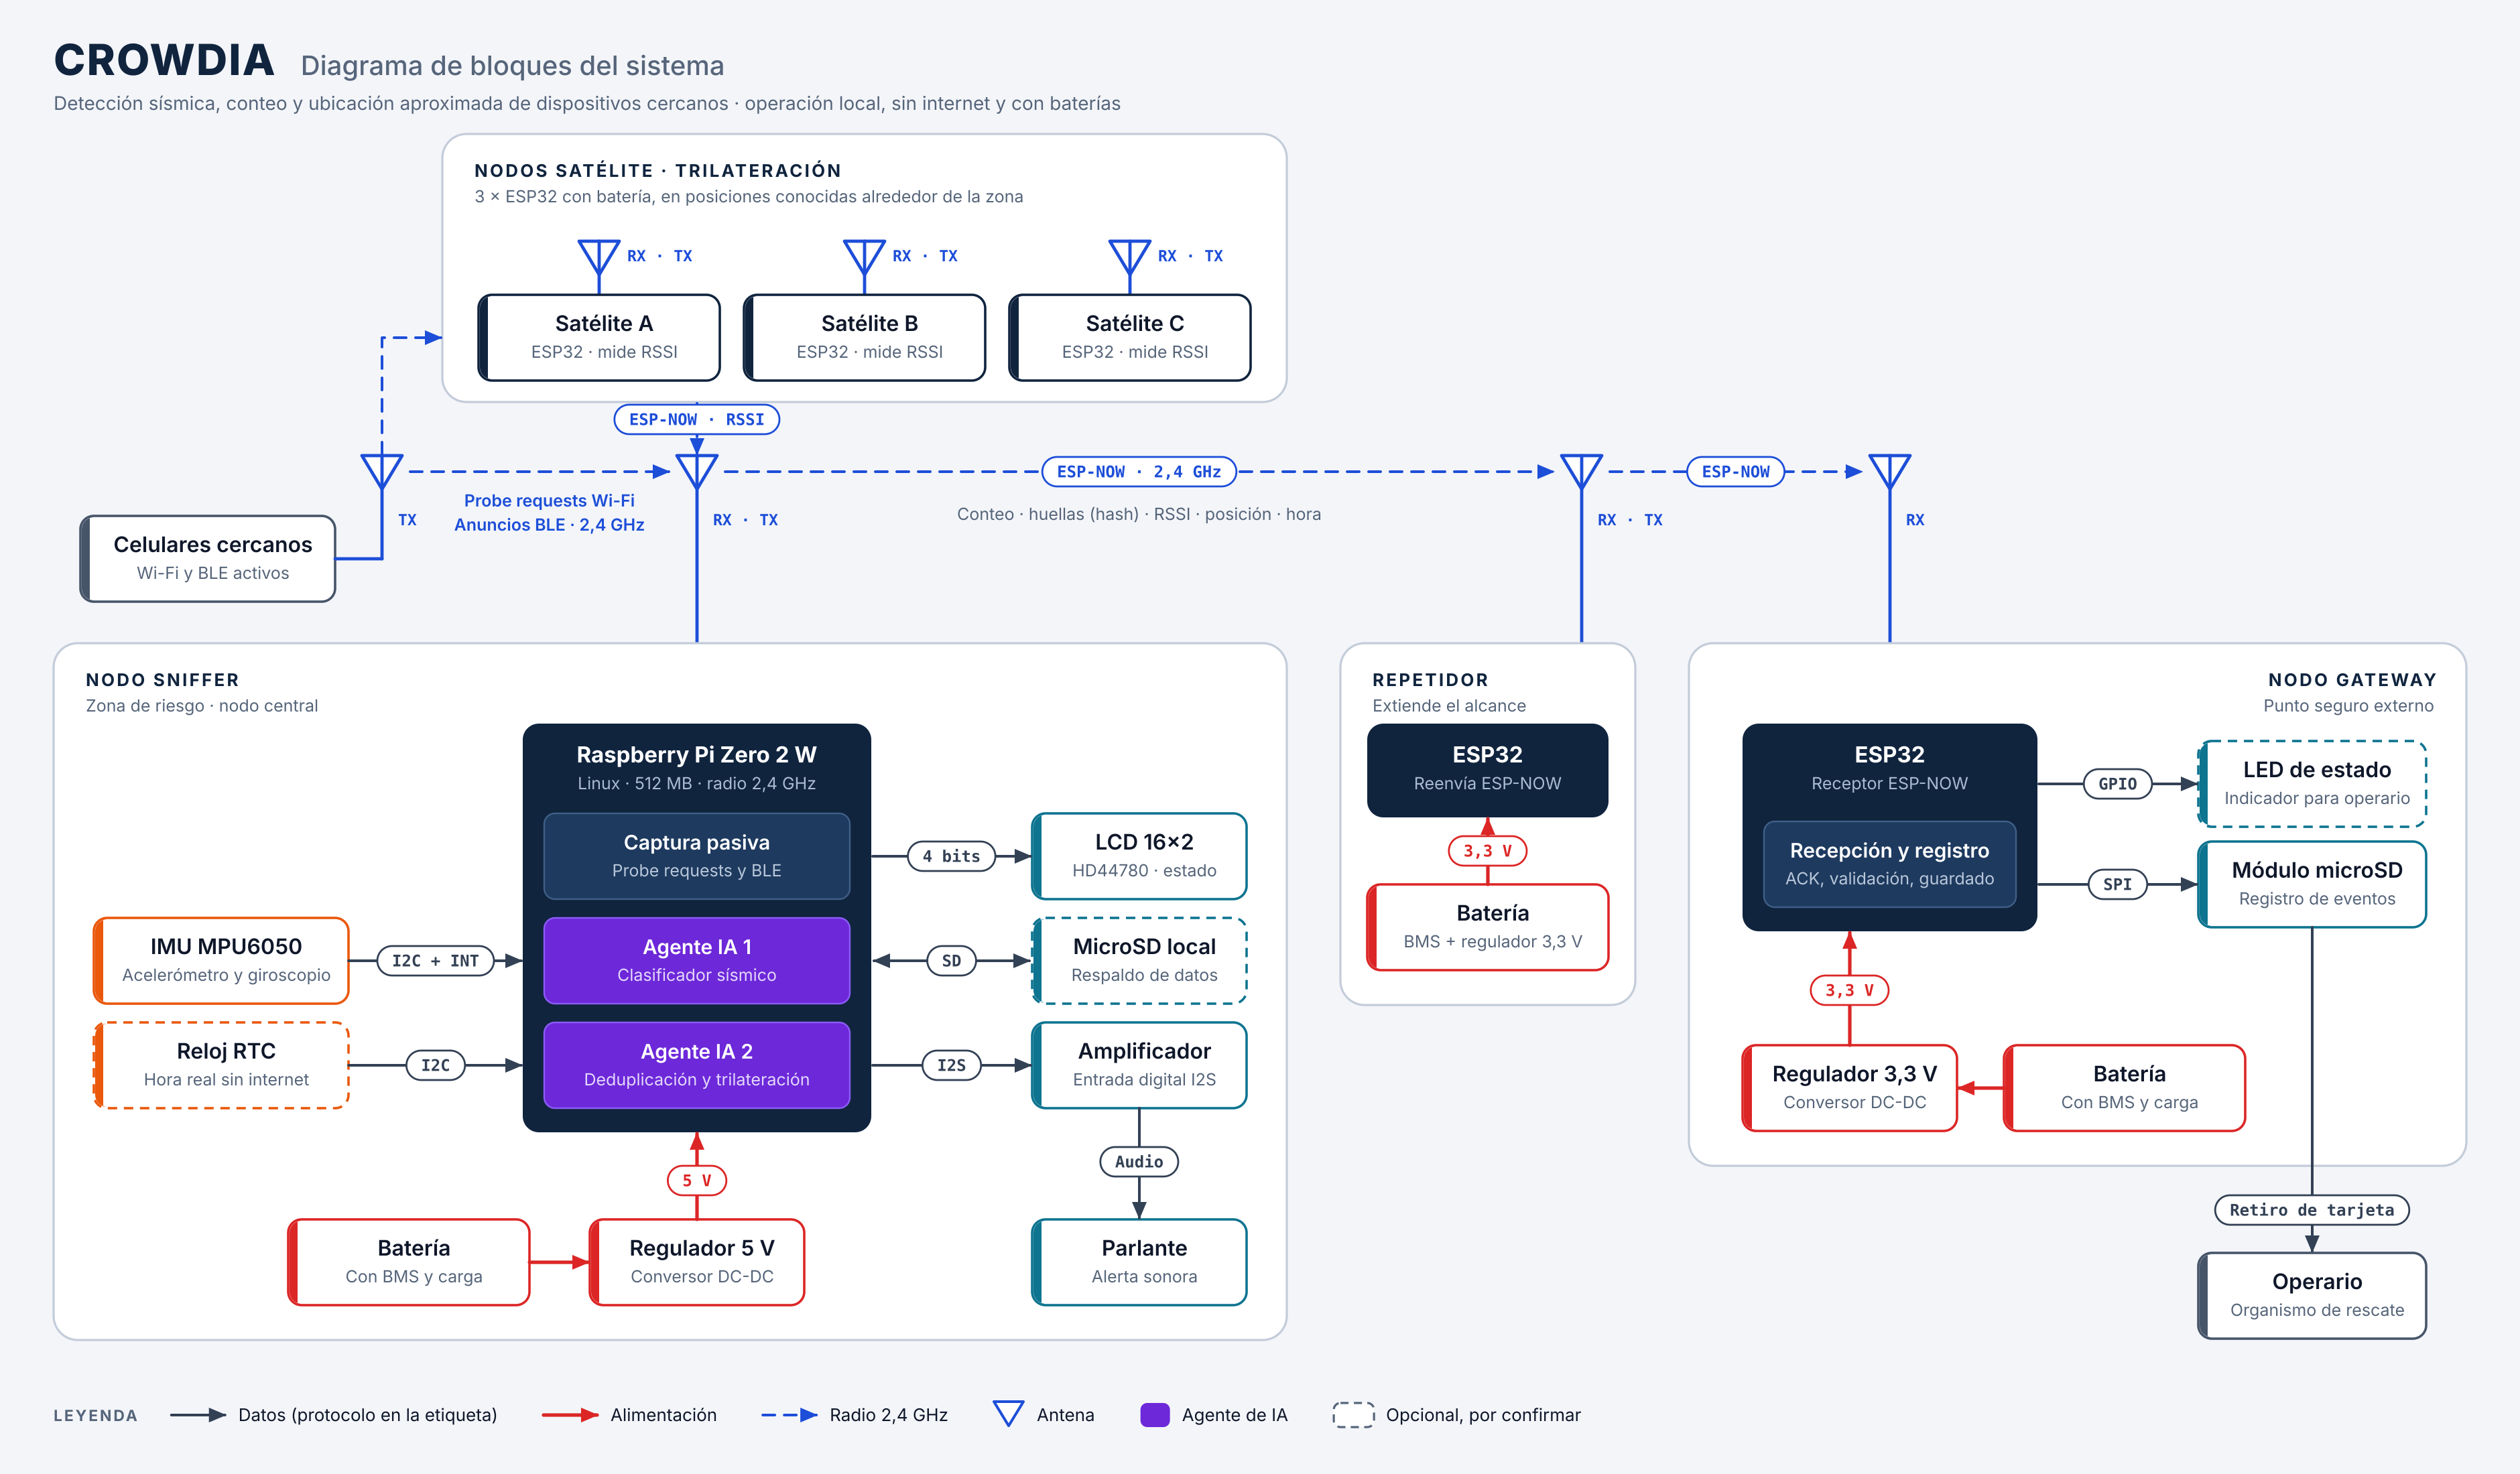 CROWDIA Diagrama de bloques del sistema
Detección sísmica, conteo y ubicación aproximada de dispositivos cercanos · operación local, sin internet y con baterías
NODOS SATÉLITE · TRILATERACIÓN
3 × ESP32 con batería, en posiciones conocidas alrededor de la zona
RX · TX
RX · TX
RX · TX
Satélite A
ESP32 · mide RSSI
Satélite B
ESP32 · mide RSSI
Satélite C
ESP32 · mide RSSI
ESP-NOW · RSSI
ESP-NOW · 2,4 GHz
ESP-NOW
Probe requests Wi-Fi
Anuncios BLE · 2,4 GHz
TX
RX · TX
Conteo · huellas (hash) · RSSI · posición · hora
RX · TX
RX
Celulares cercanos
Wi-Fi y BLE activos
NODO SNIFFER
Zona de riesgo · nodo central
Raspberry Pi Zero 2 W
Linux · 512 MB · radio 2,4 GHz
Captura pasiva
Probe requests y BLE
Agente IA 1
Clasificador sísmico
Agente IA 2
Deduplicación y trilateración
IMU MPU6050
Acelerómetro y giroscopio
I2C + INT
Reloj RTC
Hora real sin internet
I2C
4 bits
LCD 16×2
HD44780 · estado
SD
MicroSD local
Respaldo de datos
I2S
Amplificador
Entrada digital I2S
Audio
Parlante
Alerta sonora
5 V
Batería
Con BMS y carga
Regulador 5 V
Conversor DC-DC
REPETIDOR
Extiende el alcance
ESP32
Reenvía ESP-NOW
3,3 V
Batería
BMS + regulador 3,3 V
NODO GATEWAY
Punto seguro externo
ESP32
Receptor ESP-NOW
Recepción y registro
ACK, validación, guardado
GPIO
LED de estado
Indicador para operario
SPI
Módulo microSD
Registro de eventos
3,3 V
Regulador 3,3 V
Conversor DC-DC
Batería
Con BMS y carga
Retiro de tarjeta
Operario
Organismo de rescate
LEYENDA
Datos (protocolo en la etiqueta)
Alimentación
Radio 2,4 GHz
Antena
Agente de IA
Opcional, por confirmar